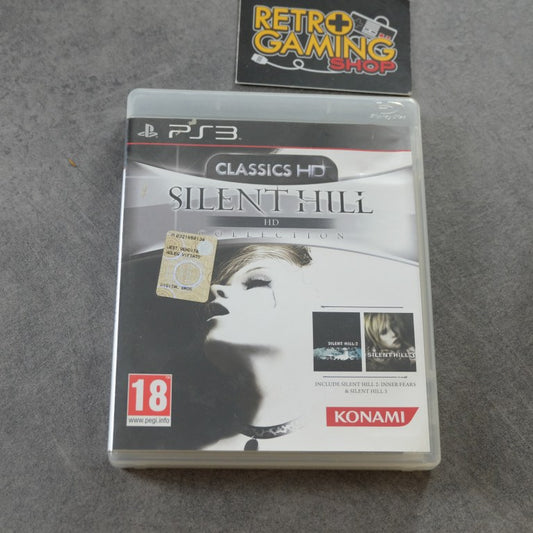 RETRO
GAMING
SHOP
PS3
CLASSICS HD
SILENT HILL
HD
COLLECTION
SILENT HILL 2
SILENT HILL 3
INCLUDE SILENT HILL 2: INNER FEARS
& SILENT HILL 3
18
www.pegi.info
KONAMI